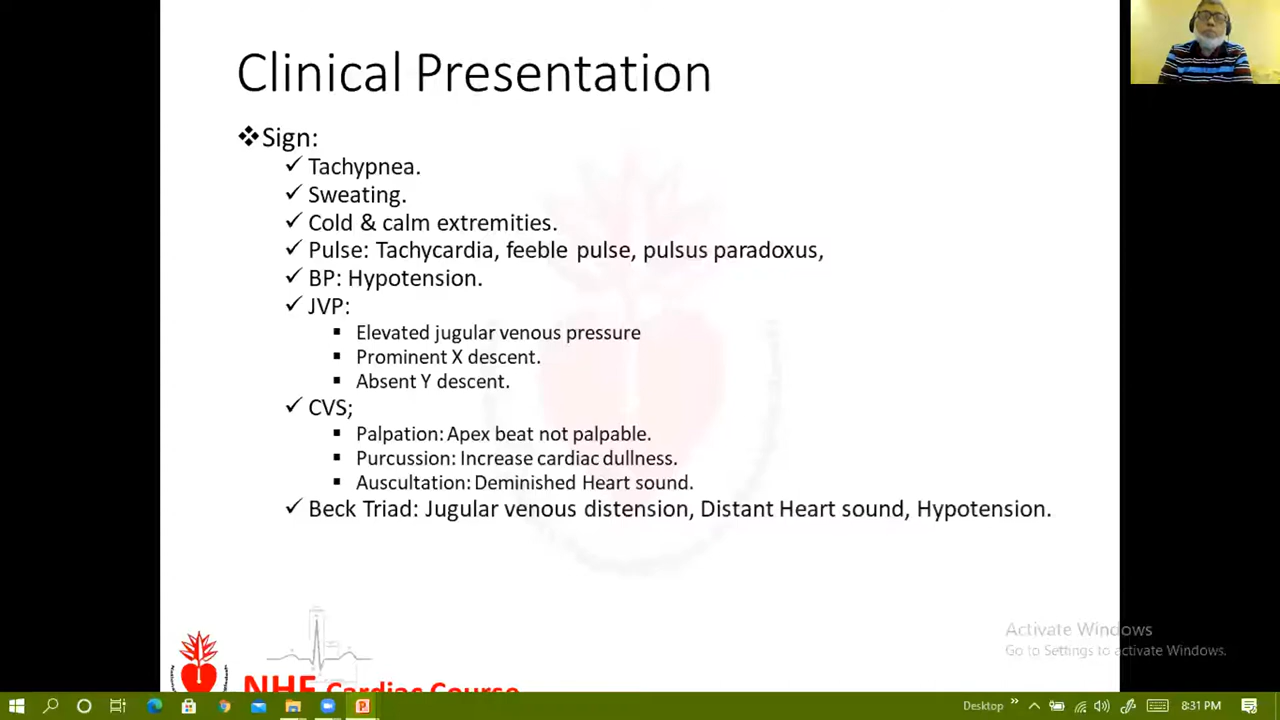 Clinical Presentation
❖Sign:
✓ Tachypnea.
✓ Sweating.
✓ Cold & calm extremities.
✓ Pulse: Tachycardia, feeble pulse, pulsus paradoxus,
✓ BP: Hypotension.
✓ JVP:
▪ Elevated jugular venous pressure
▪ Prominent X descent.
▪ Absent Y descent.
✓ CVS;
▪ Palpation: Apex beat not palpable.
▪ Purcussion: Increase cardiac dullness.
▪ Auscultation: Deminished Heart sound.
✓ Beck Triad: Jugular venous distension, Distant Heart sound, Hypotension.
Activate Windows
Go to Settings to activate Windows.
NHF Cardiac Course
Desktop
8:31 PM